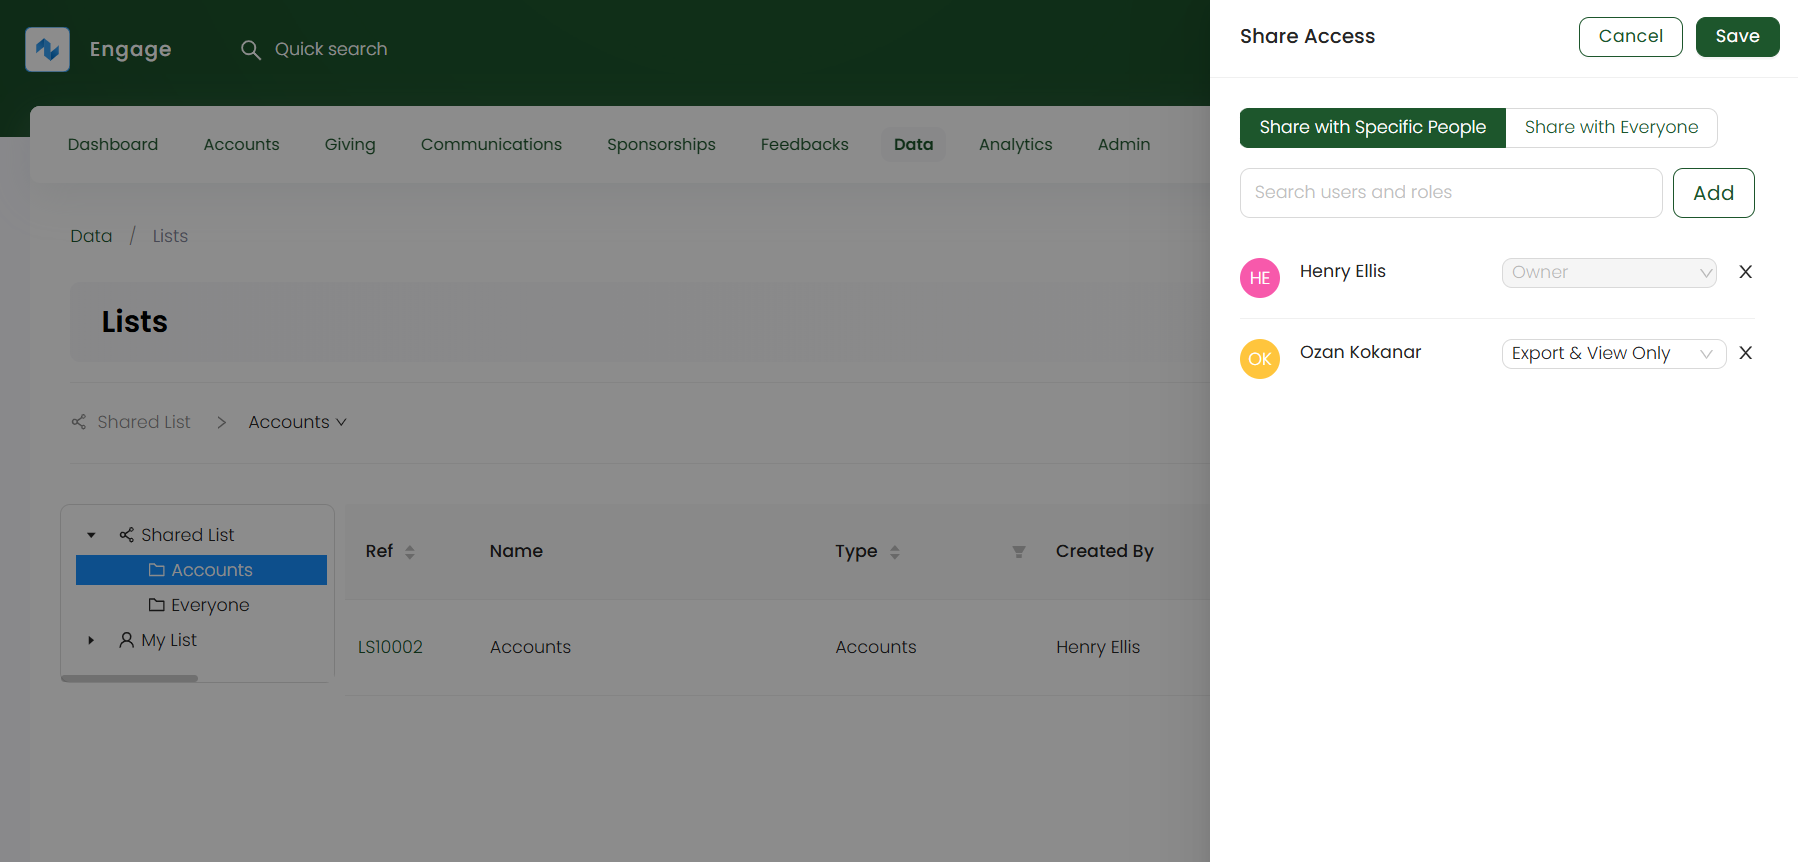 Engage
Quick search
Share Access
Cancel
Save
Dashboard
Accounts
Giving
Communications
Sponsorships
Feedbacks
Data
Analytics
Admin
Share with Specific People
Share with Everyone
Search users and roles
Add
Data / Lists
Lists
HE
Henry Ellis
Owner
X
OK
Ozan Kokanar
Export & View Only
X
Shared List > Accounts
Shared List
Accounts
Everyone
My List
Ref
Name
Type
Created By
LS10002
Accounts
Accounts
Henry Ellis